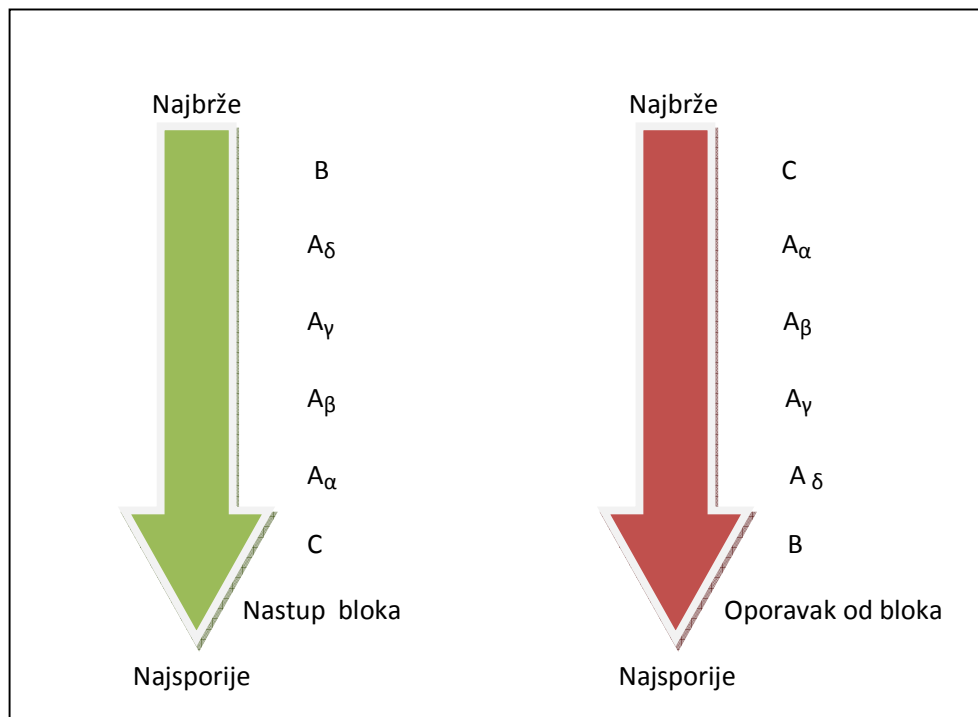 Najbrže
B
Aδ
Aγ
Aβ
Aα
C
Nastup bloka
Najsporije
Najbrže
C
Aα
Aβ
Aγ
A δ
B
Oporavak od bloka
Najsporije